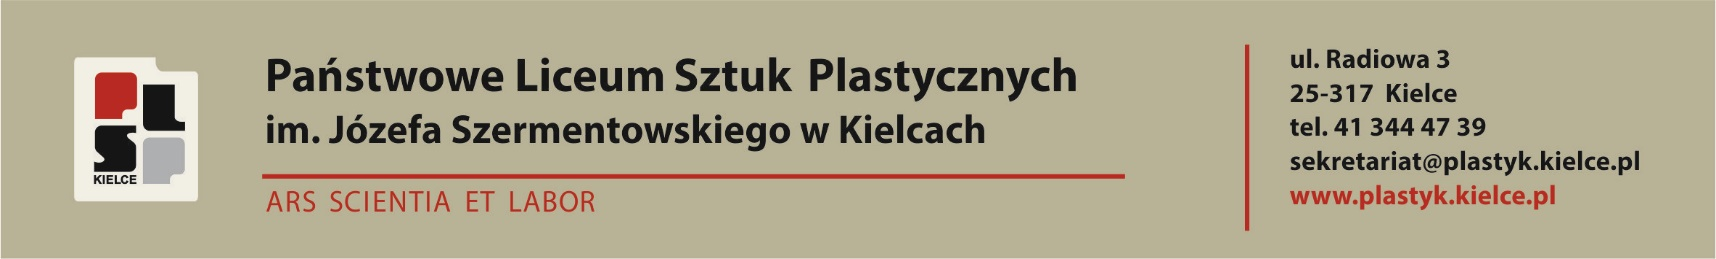 KIELCE
Państwowe Liceum Sztuk Plastycznych
im. Józefa Szermentowskiego w Kielcach
ARS SCIENTIA ET LABOR
ul. Radiowa 3
25-317 Kielce
tel. 41 344 47 39
sekretariat@plastyk.kielce.pl
www.plastyk.kielce.pl